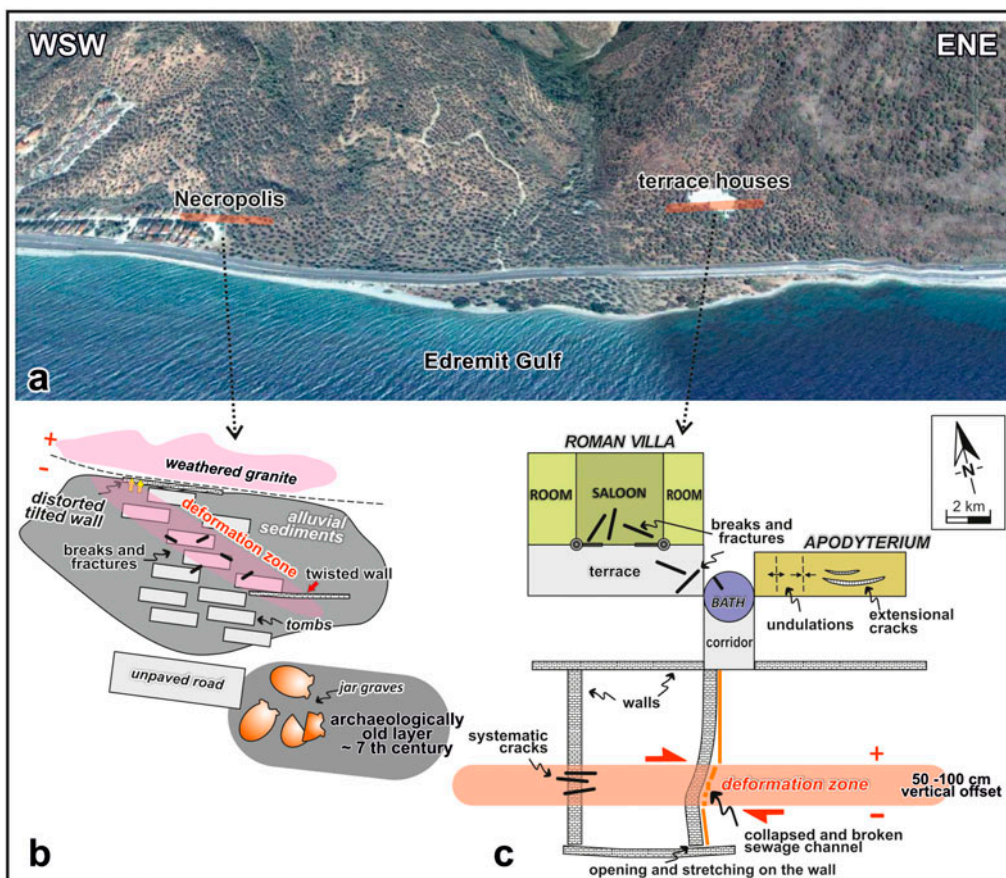 WSW
ENE
Necropolis
terrace houses
Edremit Gulf
a
+
-
weathered granite
distorted
tilted wall
alluvial
sediments
deformation zone
breaks and
fractures
twisted wall
tombs
unpaved road
jar graves
archaeologically
old layer
~ 7 th century
b
ROMAN VILLA
ROOM
SALOON
ROOM
breaks and
fractures
terrace
APODYTERIUM
BATH
undulations
extensional
cracks
corridor
walls
systematic
cracks
+
deformation zone
50 -100 cm
vertical offset
-
collapsed and broken
sewage channel
opening and stretching on the wall
c
N
2 km